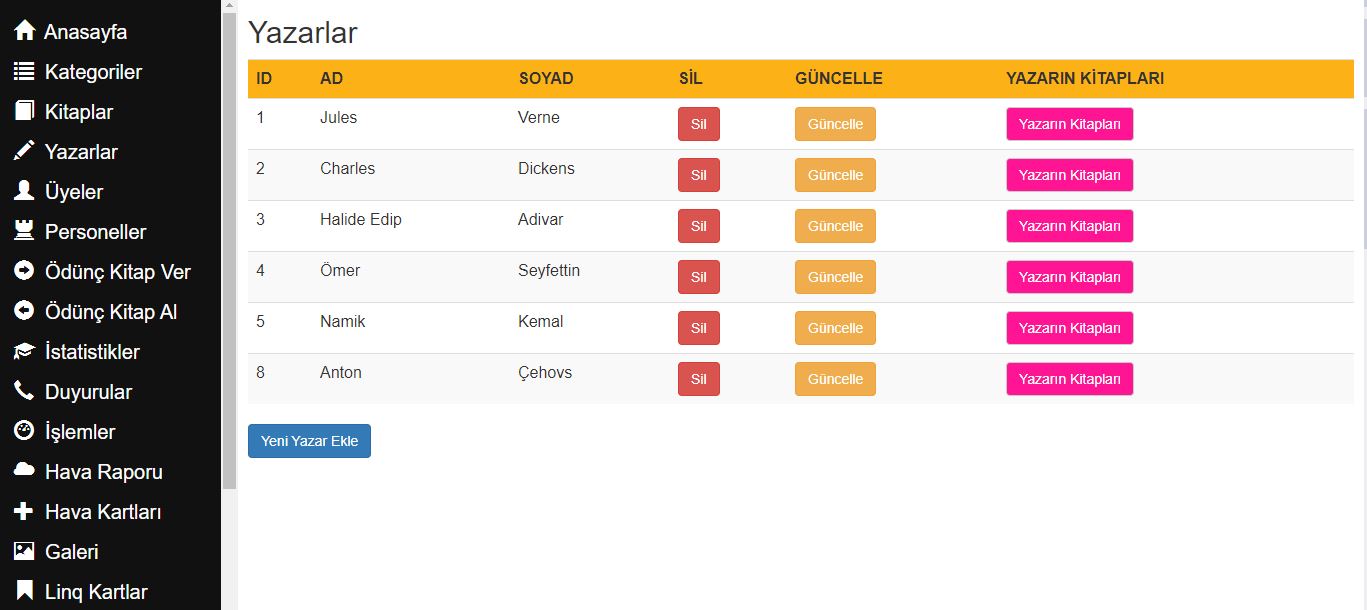 Anasayfa
Kategoriler
Kitaplar
Yazarlar
Üyeler
Personeller
Ödünç Kitap Ver
Ödünç Kitap Al
İstatistikler
Duyurular
İşlemler
Hava Raporu
Hava Kartları
Galeri
Linq Kartlar
Yazarlar
ID AD SOYAD SİL GÜNCELLE YAZARIN KİTAPLARI
1 Jules Verne Sil Güncelle Yazarın Kitapları
2 Charles Dickens Sil Güncelle Yazarın Kitapları
3 Halide Edip Adivar Sil Güncelle Yazarın Kitapları
4 Ömer Seyfettin Sil Güncelle Yazarın Kitapları
5 Namik Kemal Sil Güncelle Yazarın Kitapları
8 Anton Çehovs Sil Güncelle Yazarın Kitapları
Yeni Yazar Ekle